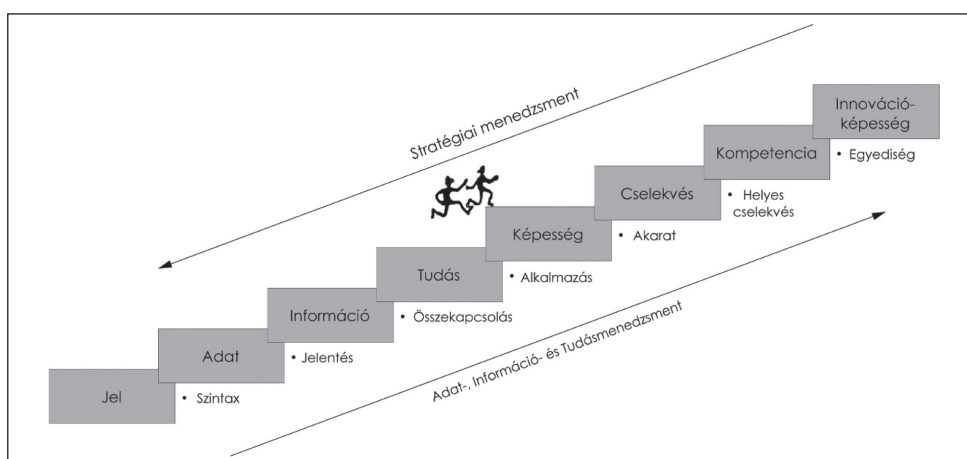 Stratégiai menedzsment
Innováció-
képesség
Kompetencia
• Egyediség
Cselekvés
• Helyes
cselekvés
Képesség
• Akarat
Tudás
• Alkalmazás
Információ
• Összekapcsolás
Adat
• Jelentés
Jel
• Szintax
Adat-, Információ- és Tudásmenedzsment